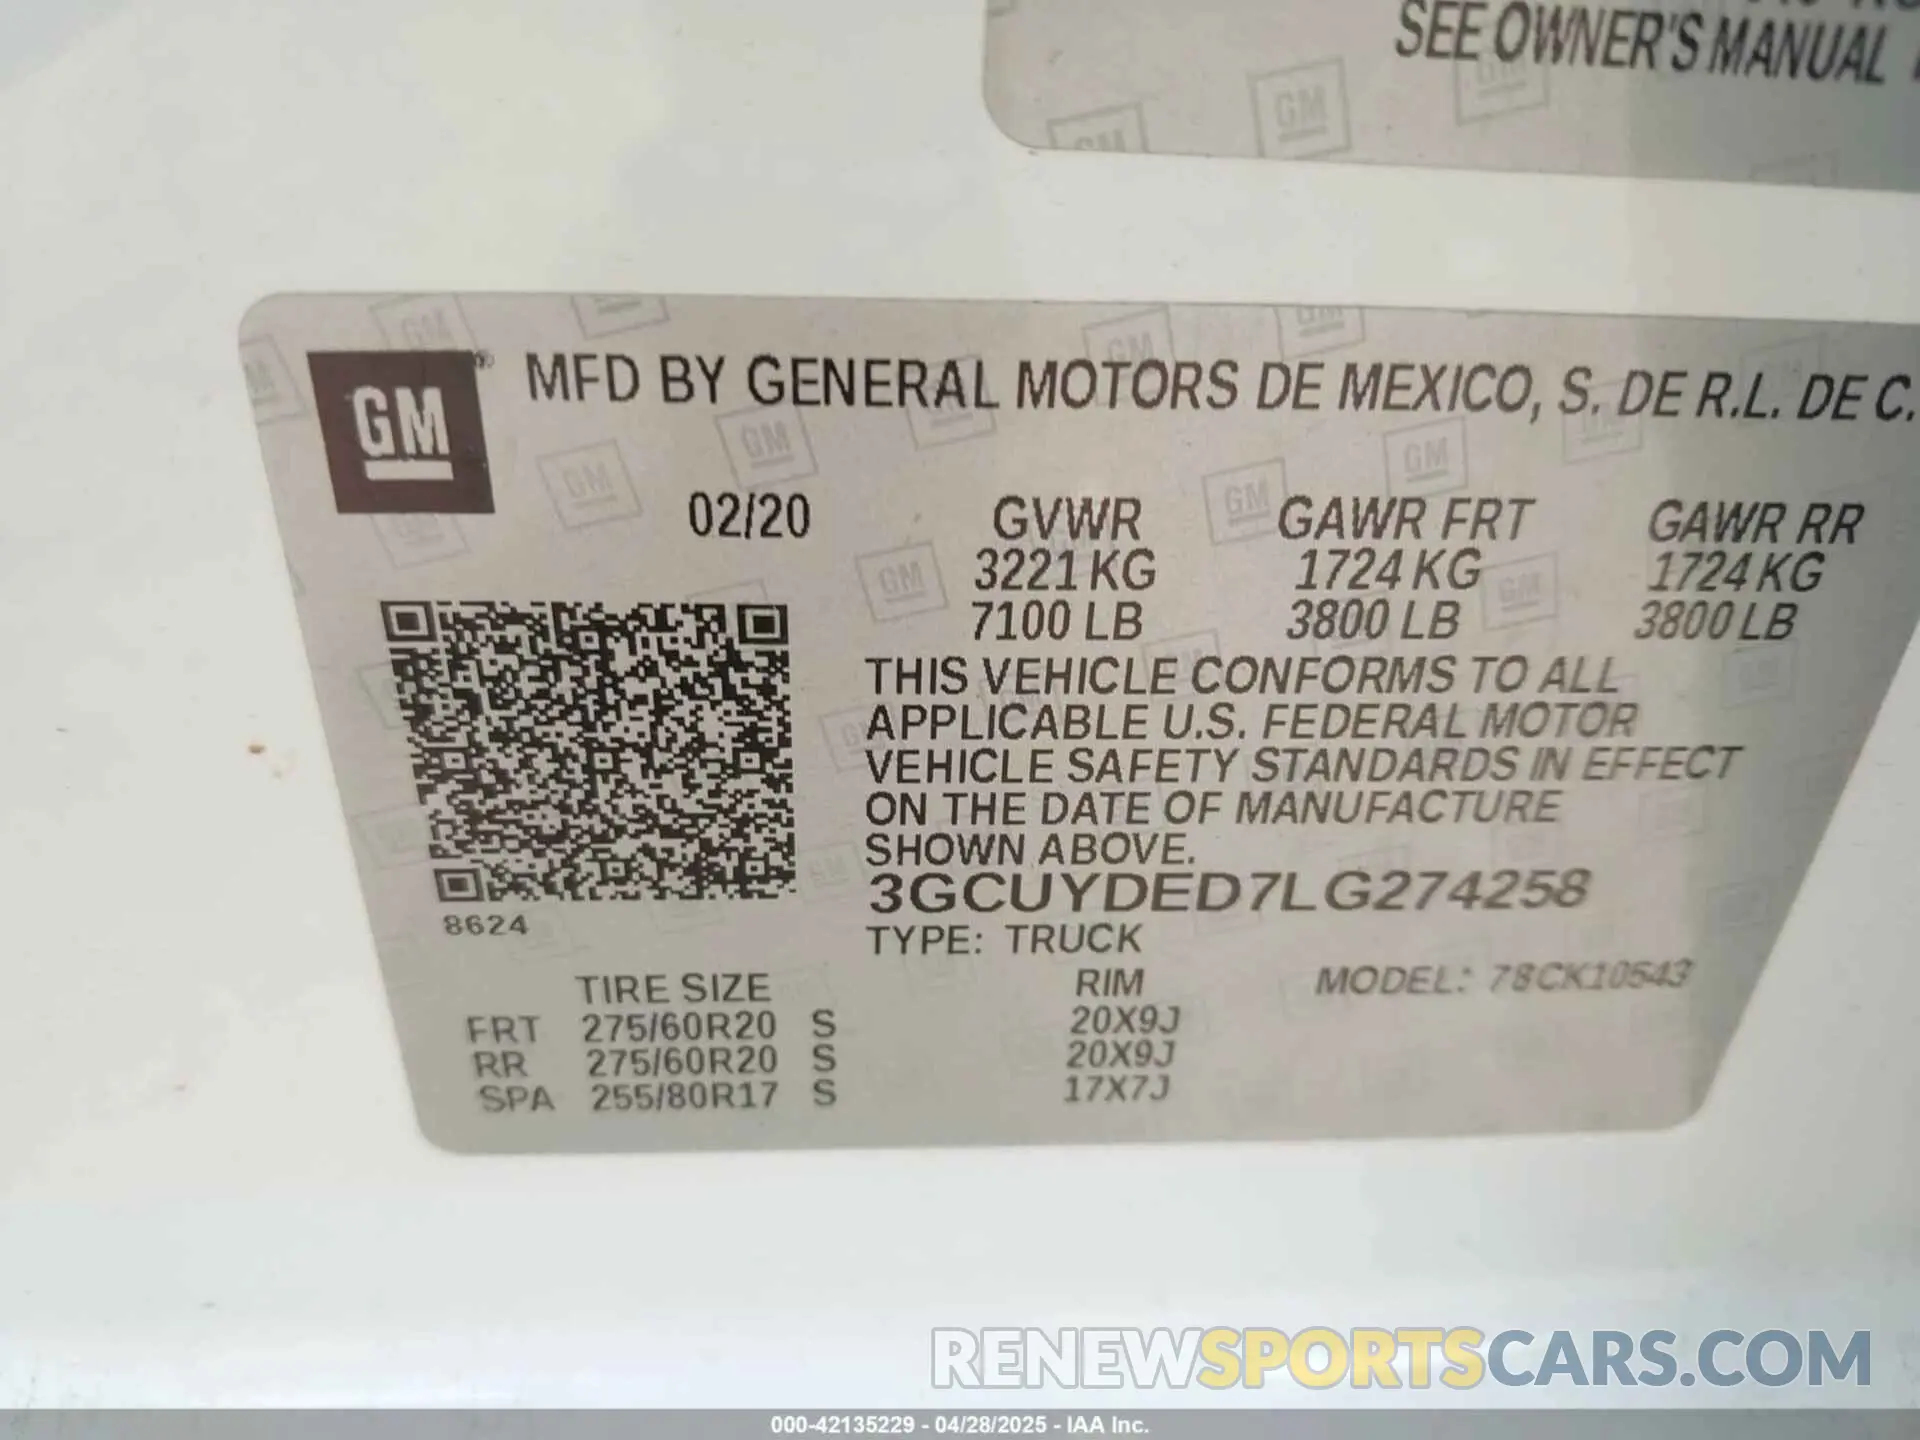 SEE OWNER'S MANUAL
GM
MFD BY GENERAL MOTORS DE MEXICO, S. DE R.L. DE C.
02/20 GVWR GAWR FRT GAWR RR
3221 KG 1724 KG 1724 KG
7100 LB 3800 LB 3800 LB
THIS VEHICLE CONFORMS TO ALL
APPLICABLE U.S. FEDERAL MOTOR
VEHICLE SAFETY STANDARDS IN EFFECT
ON THE DATE OF MANUFACTURE
SHOWN ABOVE.
3GCUYDED7LG274258
8624
TYPE: TRUCK
TIRE SIZE RIM MODEL: 78CK10543
FRT 275/60R20 S 20X9J
RR 275/60R20 S 20X9J
SPA 255/80R17 S 17X7J
RENEWSPORTSCARS.COM
000-42135229 - 04/28/2025 - IAA Inc.